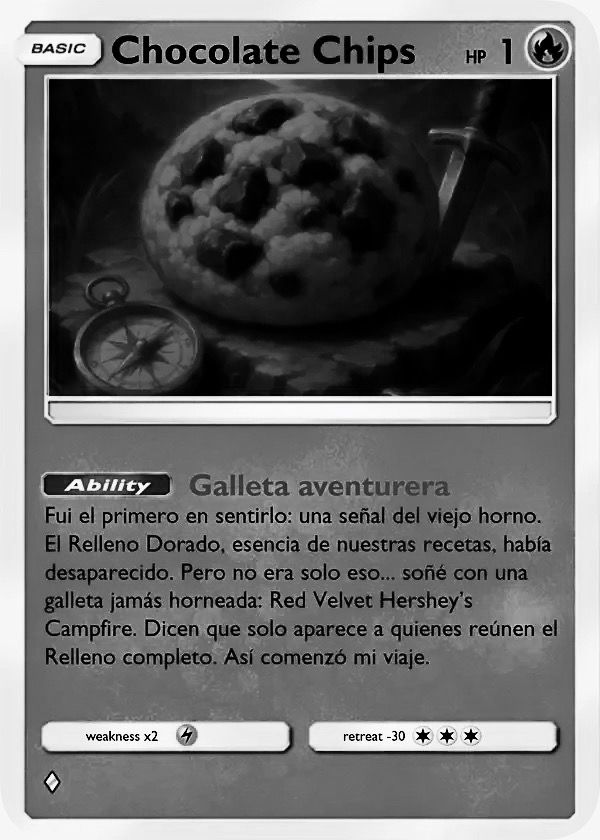 BASIC Chocolate Chips HP 1
Ability Galleta aventurera
Fui el primero en sentirlo: una señal del viejo horno.
El Relleno Dorado, esencia de nuestras recetas, había
desaparecido. Pero no era solo eso... soñé con una
galleta jamás horneada: Red Velvet Hershey's
Campfire. Dicen que solo aparece a quienes reúnen el
Relleno completo. Así comenzó mi viaje.
weakness x2 retreat -30